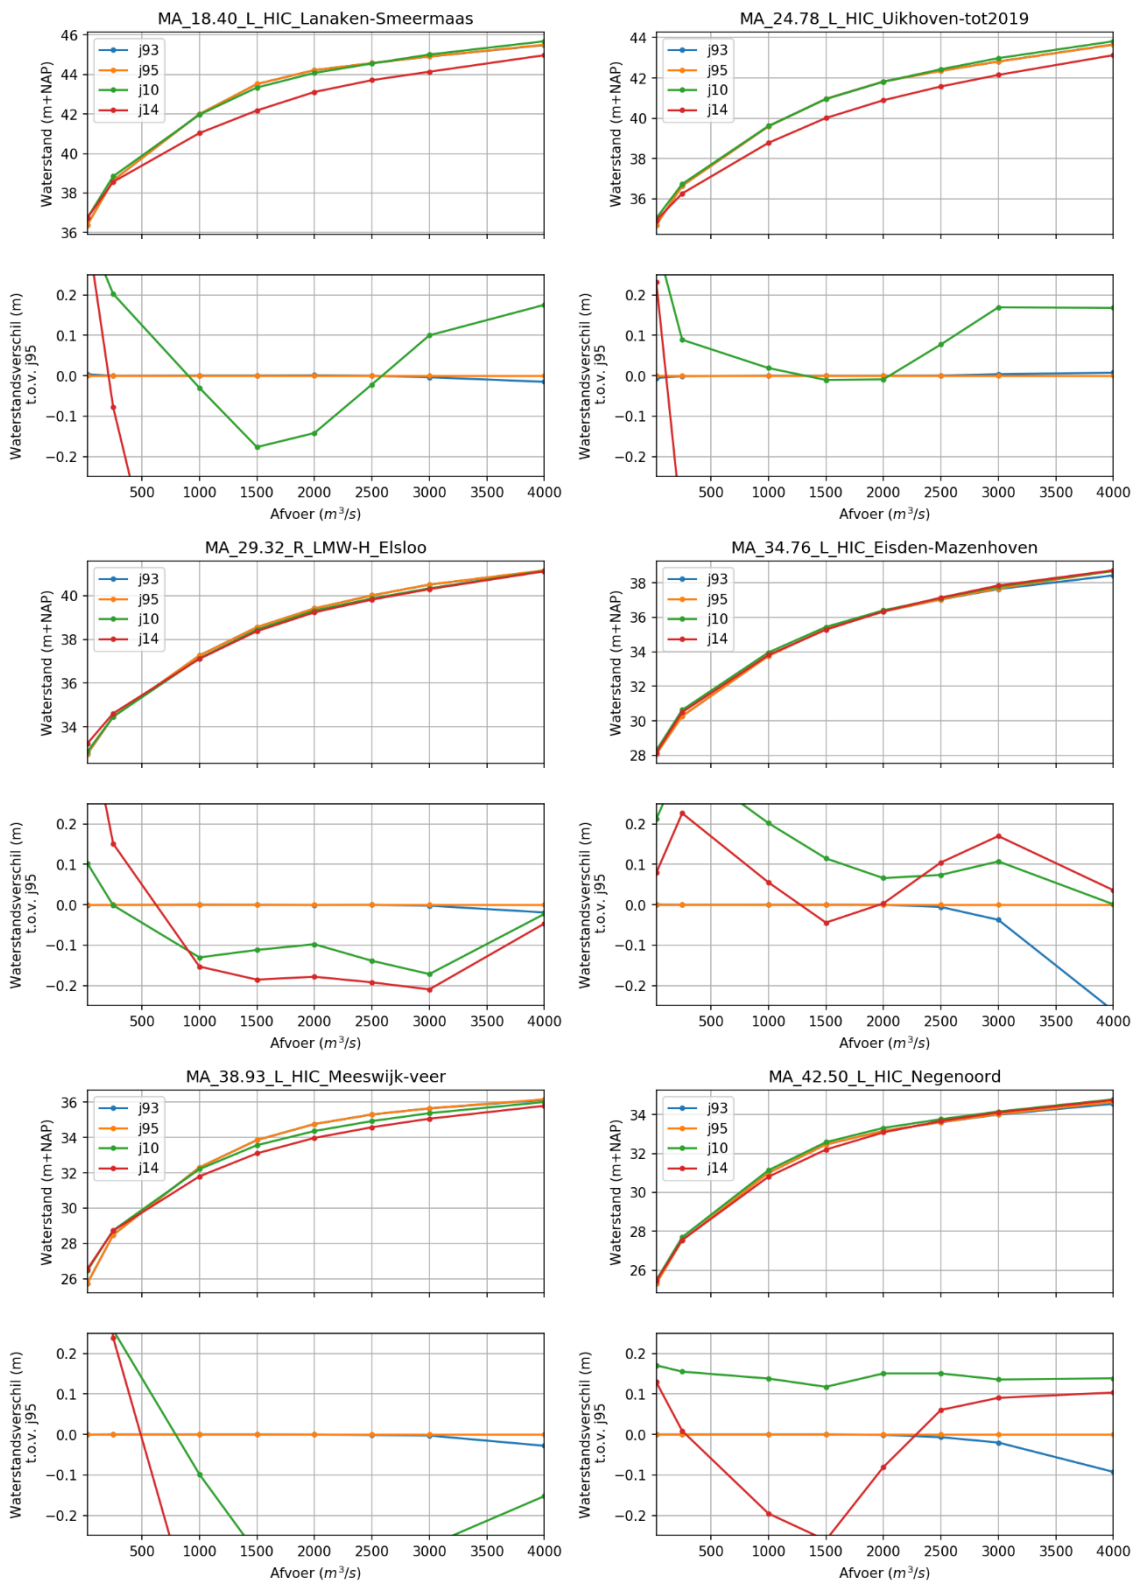 MA_18.40_L_HIC_Lanaken-Smeermaas
Waterstand (m+NAP)
46
44
42
40
38
36
j93
j95
j10
j14
Waterstandsverschil (m)
t.o.v. j95
0.2
0.1
0.0
−0.1
−0.2
500 1000 1500 2000 2500 3000 3500 4000
Afvoer (m³/s)
MA_24.78_L_HIC_Uikhoven-tot2019
Waterstand (m+NAP)
44
42
40
38
36
j93
j95
j10
j14
Waterstandsverschil (m)
t.o.v. j95
0.2
0.1
0.0
−0.1
−0.2
500 1000 1500 2000 2500 3000 3500 4000
Afvoer (m³/s)
MA_29.32_R_LMW-H_Elsloo
Waterstand (m+NAP)
40
38
36
34
j93
j95
j10
j14
Waterstandsverschil (m)
t.o.v. j95
0.2
0.1
0.0
−0.1
−0.2
500 1000 1500 2000 2500 3000 3500 4000
Afvoer (m³/s)
MA_34.76_L_HIC_Eisden-Mazenhoven
Waterstand (m+NAP)
38
36
34
32
30
28
j93
j95
j10
j14
Waterstandsverschil (m)
t.o.v. j95
0.2
0.1
0.0
−0.1
−0.2
500 1000 1500 2000 2500 3000 3500 4000
Afvoer (m³/s)
MA_38.93_L_HIC_Meeswijk-veer
Waterstand (m+NAP)
36
34
32
30
28
26
j93
j95
j10
j14
Waterstandsverschil (m)
t.o.v. j95
0.2
0.1
0.0
−0.1
−0.2
500 1000 1500 2000 2500 3000 3500 4000
Afvoer (m³/s)
MA_42.50_L_HIC_Negenoord
Waterstand (m+NAP)
34
32
30
28
26
j93
j95
j10
j14
Waterstandsverschil (m)
t.o.v. j95
0.2
0.1
0.0
−0.1
−0.2
500 1000 1500 2000 2500 3000 3500 4000
Afvoer (m³/s)